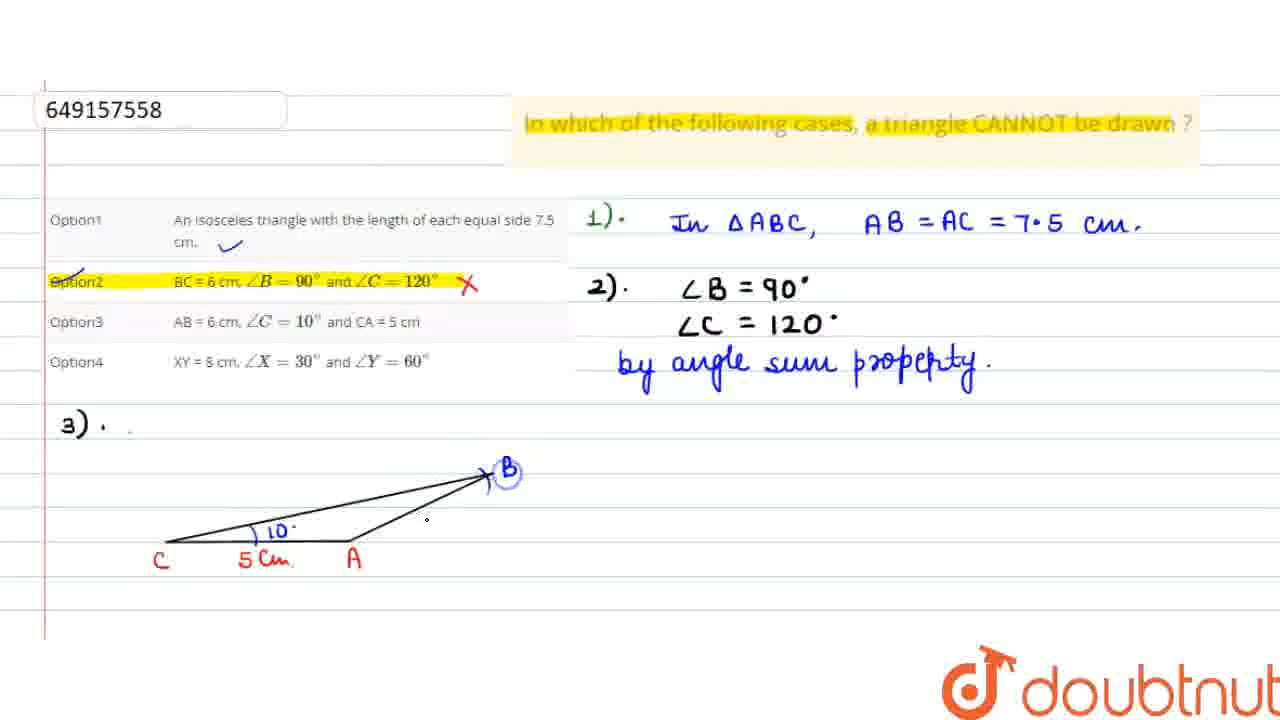 649157558
In which of the following cases, a triangle CANNOT be drawn ?
Option1 An isosceles triangle with the length of each equal side 7.5
cm.
Option2 BC = 6 cm, ∠B = 90° and ∠C = 120°
Option3 AB = 6 cm, ∠C = 10° and CA = 5 cm
Option4 XY = 8 cm, ∠X = 30° and ∠Y = 60°
1). In △ABC, AB = AC = 7.5 cm.
2). ∠B = 90°
∠C = 120°
by angle sum property.
3).
B
10°
C 5 cm A
doubtnut